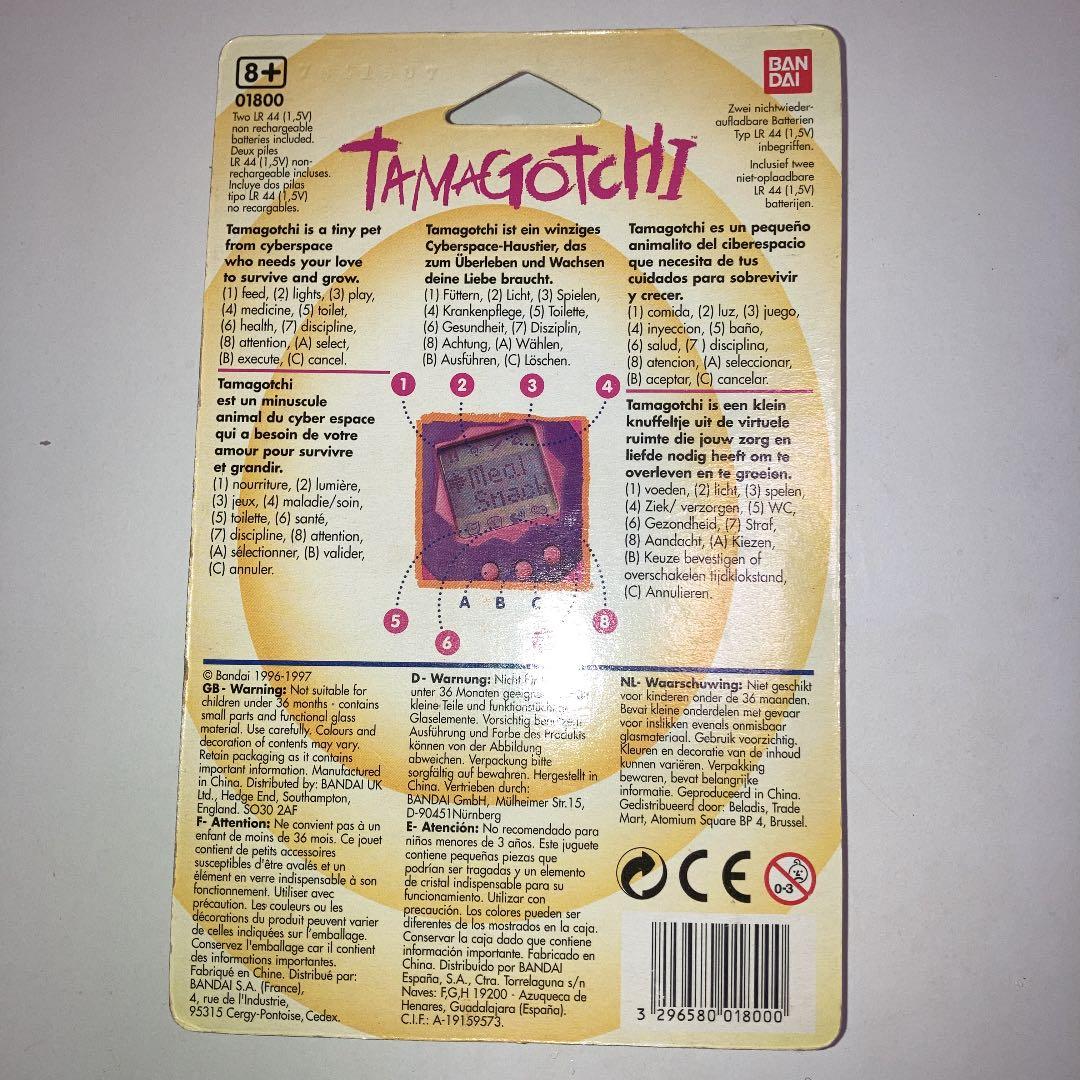 8+
01800
Two LR 44 (1,5V)
non rechargeable
batteries included.
Deux piles
LR 44 (1,5V) non-
rechargeable incluses.
Incluye dos pilas
tipo LR 44 (1,5V)
no recargables.
BAN
DAI
Zwei nichtwieder-
aufladbare Batterien
Typ LR 44 (1,5V)
inbegriffen.
Inclusief twee
niet-oplaadbare
LR 44 (1,5V)
batterijen.
TAMAGOTCHI™
Tamagotchi is a tiny pet
from cyberspace
who needs your love
to survive and grow.
(1) feed, (2) lights, (3) play,
(4) medicine, (5) toilet,
(6) health, (7) discipline,
(8) attention, (A) select,
(B) execute, (C) cancel.
Tamagotchi ist ein winziges
Cyberspace-Haustier, das
zum Überleben und Wachsen
deine Liebe braucht.
(1) Füttern, (2) Licht, (3) Spielen,
(4) Krankenpflege, (5) Toilette,
(6) Gesundheit, (7) Disziplin,
(8) Achtung, (A) Wählen,
(B) Ausführen, (C) Löschen.
Tamagotchi es un pequeño
animalito del ciberespacio
que necesita de tus
cuidados para sobrevivir
y crecer.
(1) comida, (2) luz, (3) juego,
(4) inyeccion, (5) baño,
(6) salud, (7 ) disciplina,
(8) atencion, (A) seleccionar,
(B) aceptar, (C) cancelar.
Tamagotchi
est un minuscule
animal du cyber espace
qui a besoin de votre
amour pour survivre
et grandir.
(1) nourriture, (2) lumière,
(3) jeux, (4) maladie/soin,
(5) toilette, (6) santé,
(7) discipline, (8) attention,
(A) sélectionner, (B) valider,
(C) annuler.
1 2 3 4
Meal
Snack
A B C
5
6
8
Tamagotchi is een klein
knuffeltje uit de virtuele
ruimte die jouw zorg en
liefde nodig heeft om te
overleven en te groeien.
(1) voeden, (2) licht, (3) spelen,
(4) Ziek/ verzorgen, (5) WC,
(6) Gezondheid, (7) Straf,
(8) Aandacht, (A) Kiezen,
(B) Keuze bevestigen of
overschakelen tijdklokstand,
(C) Annulieren.
© Bandai 1996-1997
GB- Warning: Not suitable for
children under 36 months - contains
small parts and functional glass
material. Use carefully. Colours and
decoration of contents may vary.
Retain packaging as it contains
important information. Manufactured
in China. Distributed by: BANDAI UK
Ltd., Hedge End, Southampton,
England. SO30 2AF
F- Attention: Ne convient pas à un
enfant de moins de 36 mois. Ce jouet
contient de petits accessoires
susceptibles d'être avalés et un
élément en verre indispensable à son
fonctionnement. Utiliser avec
précaution. Les couleurs ou les
décorations du produit peuvent varier
de celles indiquées sur l'emballage.
Conservez l'emballage car il contient
des informations importantes.
Fabriqué en Chine. Distribué par:
BANDAI S.A. (France),
4, rue de l'Industrie,
95315 Cergy-Pontoise, Cedex.
D- Warnung: Nicht für
unter 36 Monaten
kleine Teile und
Glaselemente. Vorsichtig
Ausführung und Farbe des Produkts
können von der Abbildung
abweichen. Verpackung bitte
sorgfältig auf bewahren. Hergestellt in
China. Vertrieben durch:
BANDAI GmbH, Mülheimer Str.15,
D-90451Nürnberg
E- Atención: No recomendado para
niños menores de 3 años. Este juguete
contiene pequeñas piezas que
podrían ser tragadas y un elemento
de cristal indispensable para su
funcionamiento. Utilizar con
precaución. Los colores pueden ser
diferentes de los mostrados en la caja.
Conservar la caja dado que contiene
información importante. Fabricado en
China. Distribuido por BANDAI
España, S.A., Ctra. Torrelaguna s/n
Naves: F,G,H 19200 - Azuqueca de
Henares, Guadalajara (España).
C.I.F.: A-19159573.
NL- Waarschuwing: Niet geschikt
voor kinderen onder de 36 maanden.
Bevat kleine onderdelen met gevaar
voor inslikken evenals onmisbaar
glasmateriaal. Gebruik voorzichtig.
Kleuren en decoratie van de inhoud
kunnen variëren. Verpakking
bewaren, bevat belangrijke
informatie. Geproduceerd in China.
Gedistribueerd door: Beladis, Trade
Mart, Atomium Square BP 4, Brussel.
CE
0-3
3 296580 018000